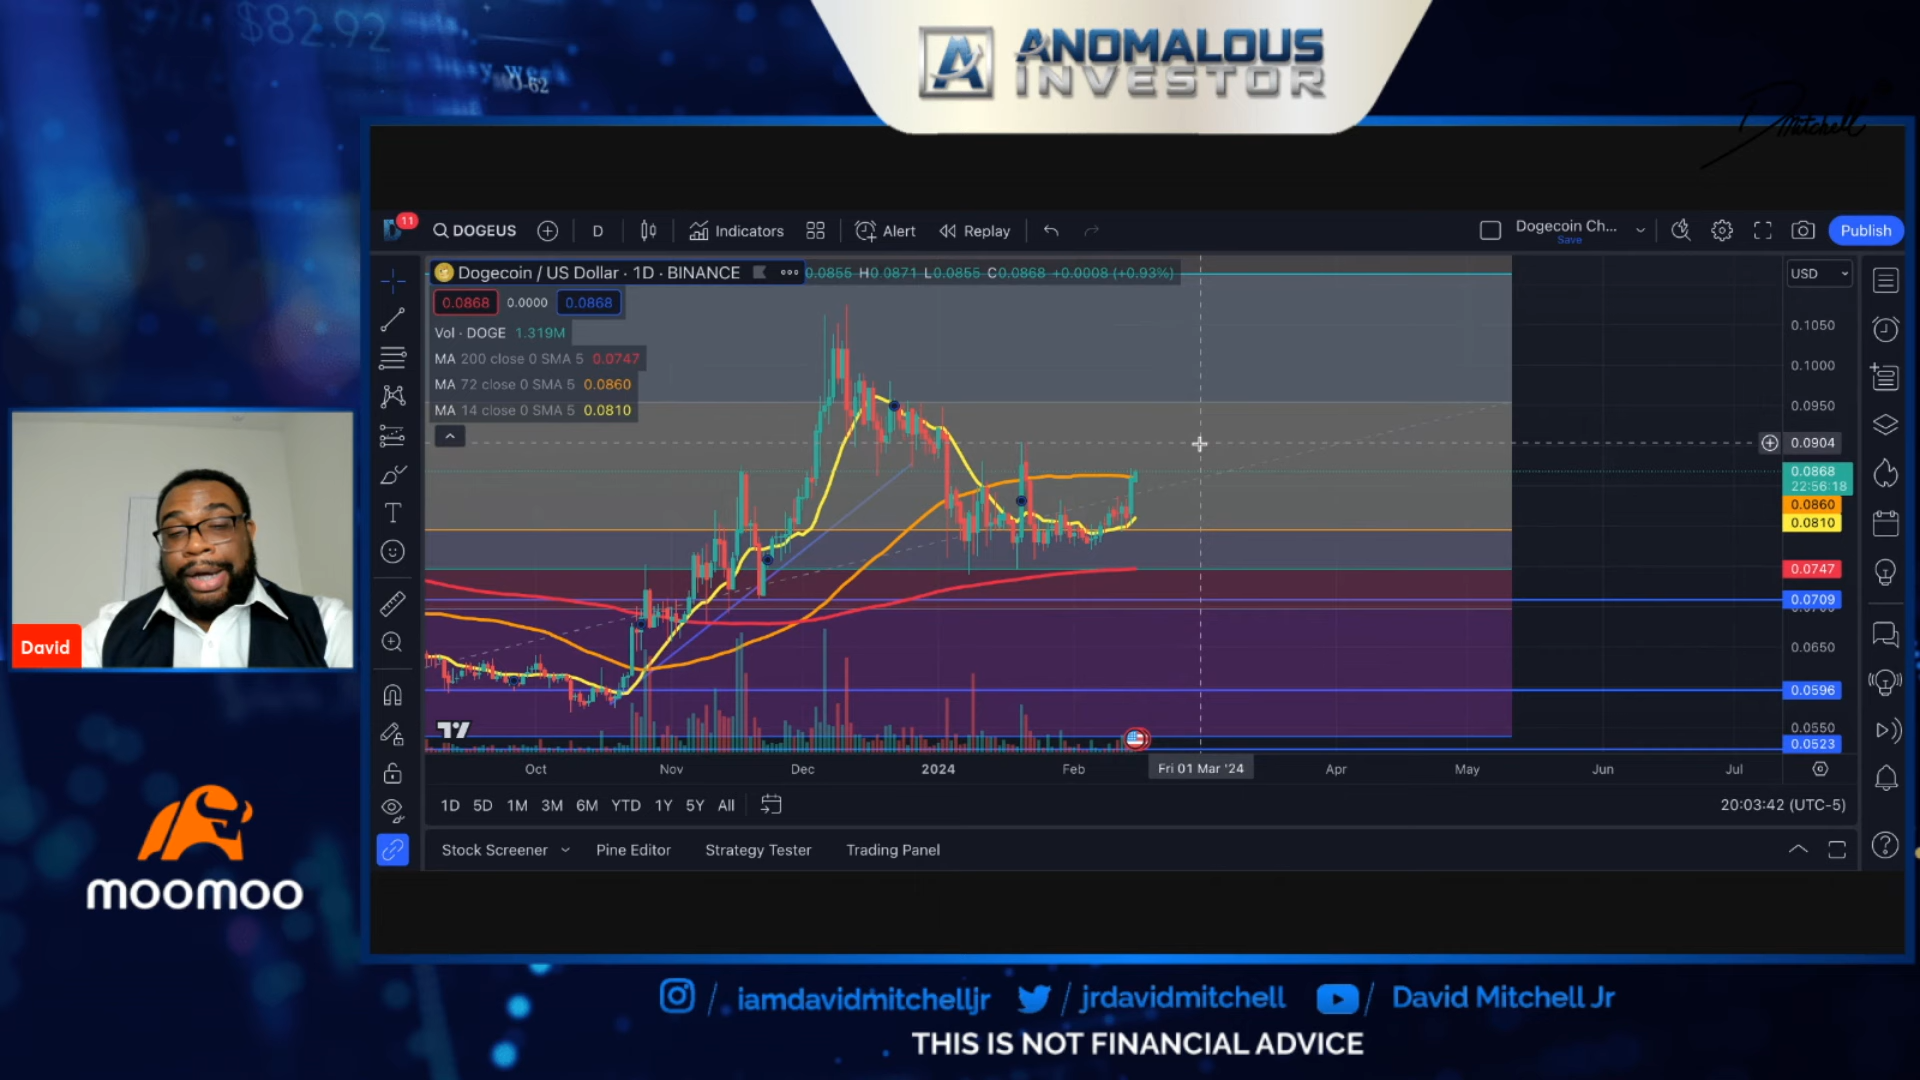 $82.92
ANOMALOUS
INVESTOR
D Mitchell
11
DOGEUS
D
Indicators
Alert
Replay
Dogecoin Ch...
Save
Publish
Dogecoin / US Dollar · 1D · BINANCE
0.0855 H0.0871 L0.0855 C0.0868 +0.0008 (+0.93%)
USD
0.0868 0.0000 0.0868
Vol · DOGE 1.319M
MA 200 close 0 SMA 5 0.0747
MA 72 close 0 SMA 5 0.0860
MA 14 close 0 SMA 5 0.0810
0.1050
0.1000
0.0950
0.0904
0.0868
22:56:18
0.0860
0.0810
0.0747
0.0709
0.0650
0.0596
0.0550
0.0523
David
Oct Nov Dec 2024 Feb Fri 01 Mar '24 Apr May Jun Jul
1D 5D 1M 3M 6M YTD 1Y 5Y All
20:03:42 (UTC-5)
Stock Screener Pine Editor Strategy Tester Trading Panel
moomoo
/ iamdavidmitchelljr / jrdavidmitchell / David Mitchell Jr
THIS IS NOT FINANCIAL ADVICE